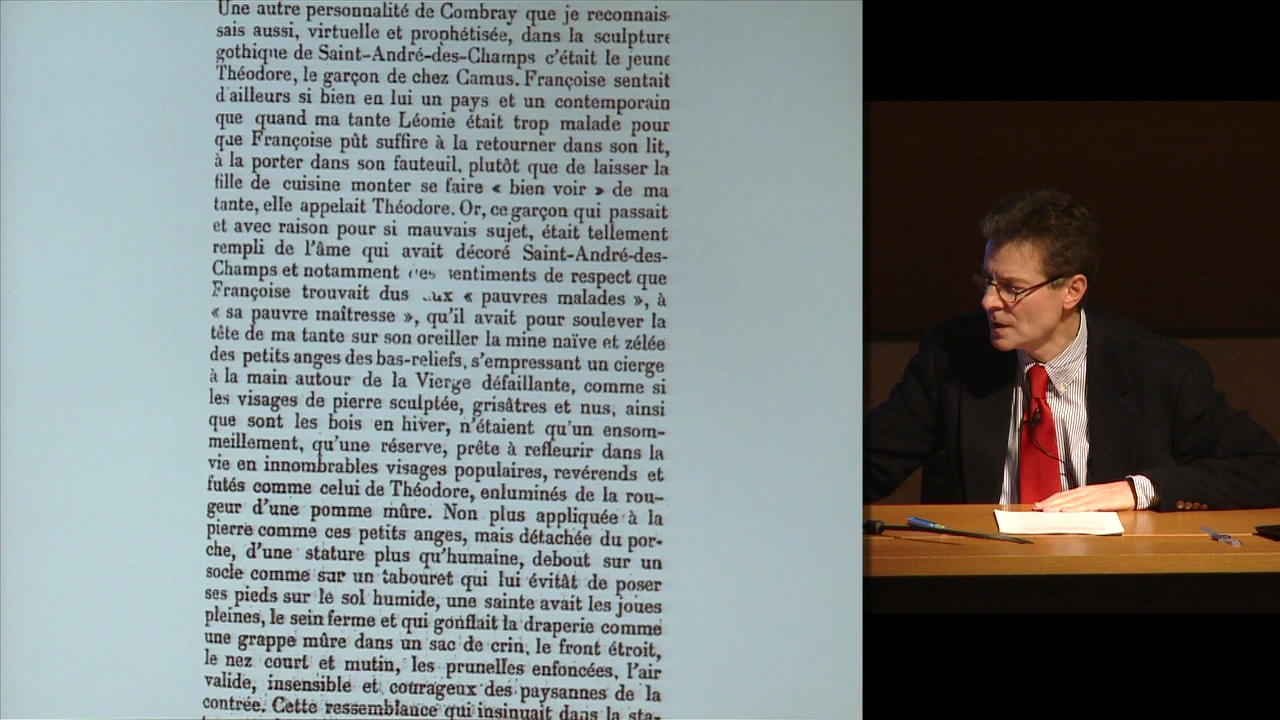 Une autre personnalité de Combray que je reconnais-
sais aussi, virtuelle et prophétisée, dans la sculpture
gothique de Saint-André-des-Champs c'était le jeune
Théodore, le garçon de chez Camus. Françoise sentait
d'ailleurs si bien en lui un pays et un contemporain
que quand ma tante Léonie était trop malade pour
que Françoise pût suffire à la retourner dans son lit,
à la porter dans son fauteuil, plutôt que de laisser la
fille de cuisine monter se faire « bien voir » de ma
tante, elle appelait Théodore. Or, ce garçon qui passait
et avec raison pour si mauvais sujet, était tellement
rempli de l'âme qui avait décoré Saint-André-des-
Champs et notamment des sentiments de respect que
Françoise trouvait dus aux « pauvres malades », à
« sa pauvre maîtresse », qu'il avait pour soulever la
tête de ma tante sur son oreiller la mine naïve et zélée
des petits anges des bas-reliefs, s'empressant un cierge
à la main autour de la Vierge défaillante, comme si
les visages de pierre sculptée, grisâtres et nus, ainsi
que sont les bois en hiver, n'étaient qu'un ensom-
meillement, qu'une réserve, prête à refleurir dans la
vie en innombrables visages populaires, révérends et
futés comme celui de Théodore, enluminés de la rou-
geur d'une pomme mûre. Non plus appliquée à la
pierre comme ces petits anges, mais détachée du por-
che, d'une stature plus qu'humaine, debout sur un
socle comme sur un tabouret qui lui évitât de poser
ses pieds sur le sol humide, une sainte avait les joues
pleines, le sein ferme et qui gonflait la draperie comme
une grappe mûre dans un sac de crin, le front étroit,
le nez court et mutin, les prunelles enfoncées, l'air
valide, insensible et courageux des paysannes de la
contrée. Cette ressemblance qui insinuait dans la sta-